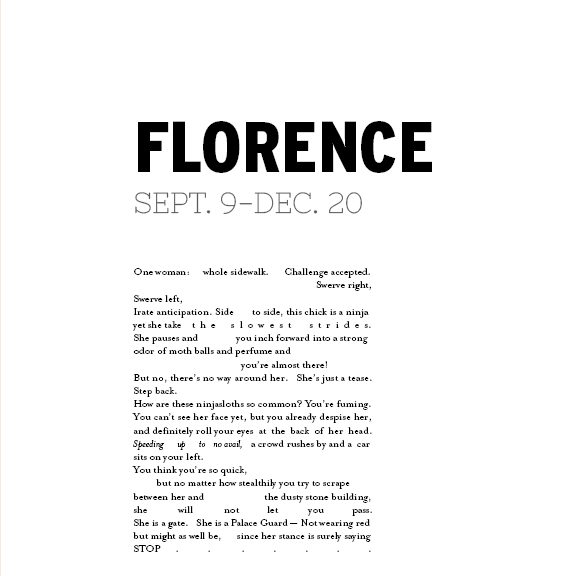 FLORENCE
SEPT. 9–DEC. 20
One woman: whole sidewalk. Challenge accepted.
Swerve right,
Swerve left,
Irate anticipation. Side to side, this chick is a ninja
yet she take the slowest strides.
She pauses and you inch forward into a strong
odor of moth balls and perfume and
you're almost there!
But no, there's no way around her. She's just a tease.
Step back.
How are these ninjasloths so common? You're fuming.
You can't see her face yet, but you already despise her,
and definitely roll your eyes at the back of her head.
Speeding up to no avail, a crowd rushes by and a car
sits on your left.
You think you're so quick,
but no matter how stealthily you try to scrape
between her and the dusty stone building,
she will not let you pass.
She is a gate. She is a Palace Guard — Not wearing red
but might as well be, since her stance is surely saying
STOP . . . . . . .